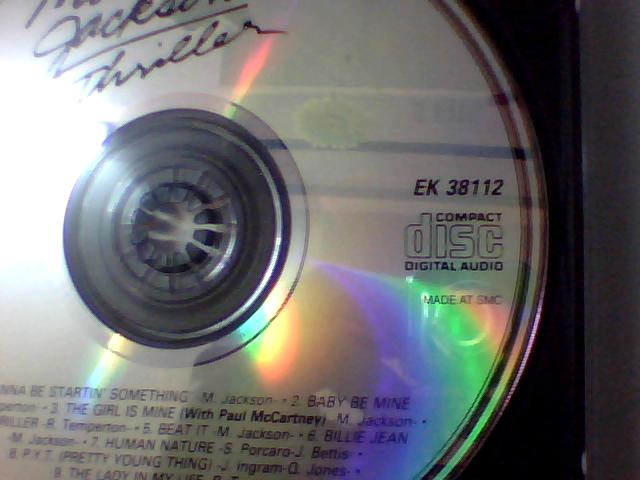 Jackson
Thriller
EK 38112
COMPACT
disc
DIGITAL AUDIO
MADE AT SMC
NNA BE STARTIN' SOMETHING M. Jackson- • 2. BABY BE MINE
perton- • 3. THE GIRL IS MINE (With Paul McCartney) -M. Jackson- •
RILLER -R. Temperton- • 5. BEAT IT -M. Jackson- • 6. BILLIE JEAN
-M. Jackson- • 7. HUMAN NATURE -S. Porcaro-J. Bettis- •
8. P.Y.T. (PRETTY YOUNG THING) -J. Ingram-Q. Jones- •
9. THE LADY IN MY LIFE